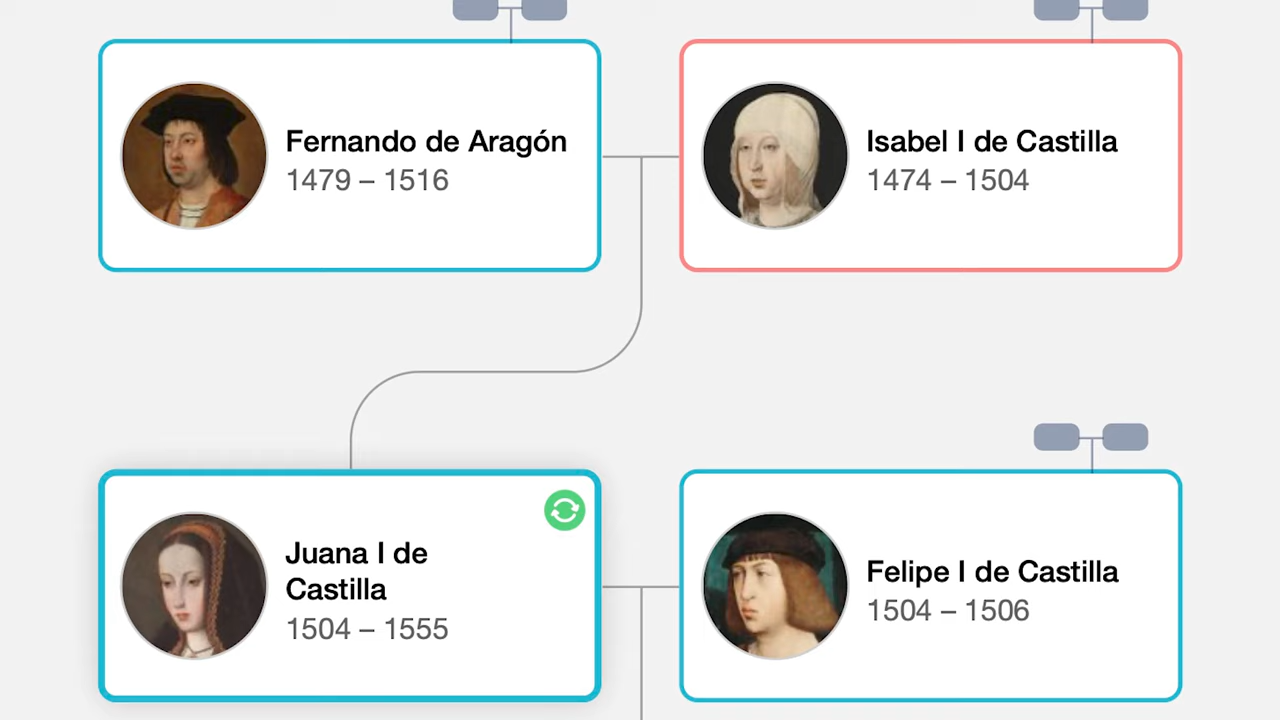 Fernando de Aragón
1479 – 1516
Isabel I de Castilla
1474 – 1504
Juana I de
Castilla
1504 – 1555
Felipe I de Castilla
1504 – 1506